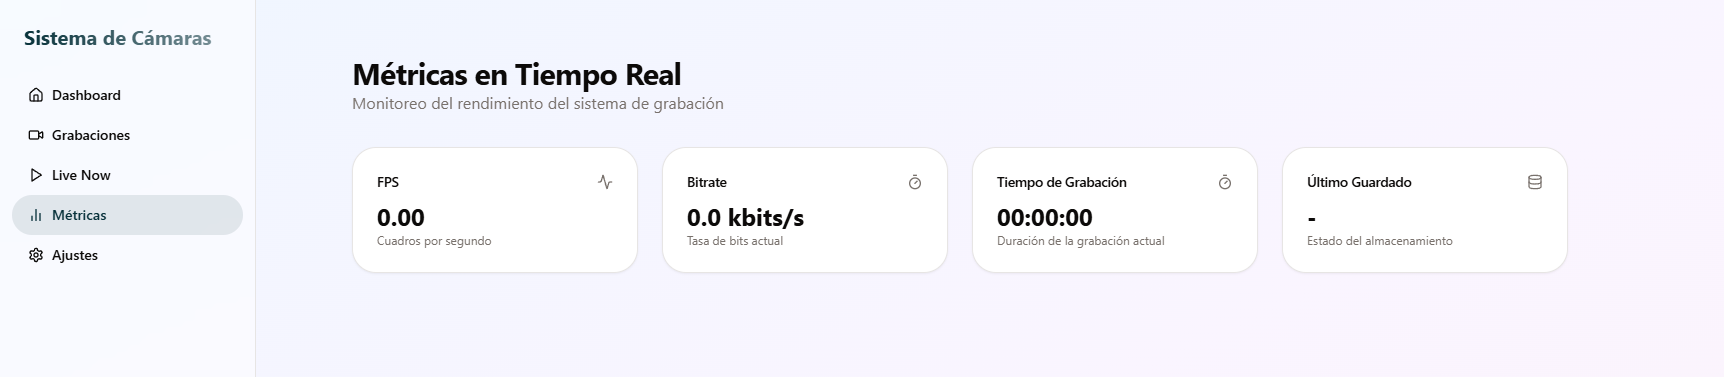 Sistema de Cámaras
Dashboard
Grabaciones
Live Now
Métricas
Ajustes
Métricas en Tiempo Real
Monitoreo del rendimiento del sistema de grabación
FPS
0.00
Cuadros por segundo
Bitrate
0.0 kbits/s
Tasa de bits actual
Tiempo de Grabación
00:00:00
Duración de la grabación actual
Último Guardado
-
Estado del almacenamiento